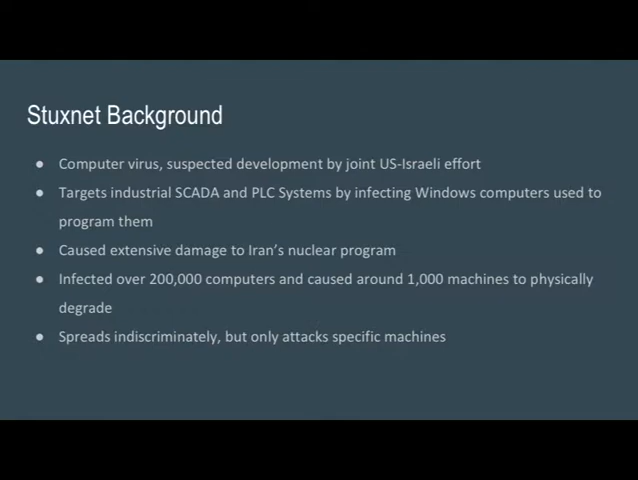 Stuxnet Background
● Computer virus, suspected development by joint US-Israeli effort
● Targets industrial SCADA and PLC Systems by infecting Windows computers used to
program them
● Caused extensive damage to Iran's nuclear program
● Infected over 200,000 computers and caused around 1,000 machines to physically
degrade
● Spreads indiscriminately, but only attacks specific machines